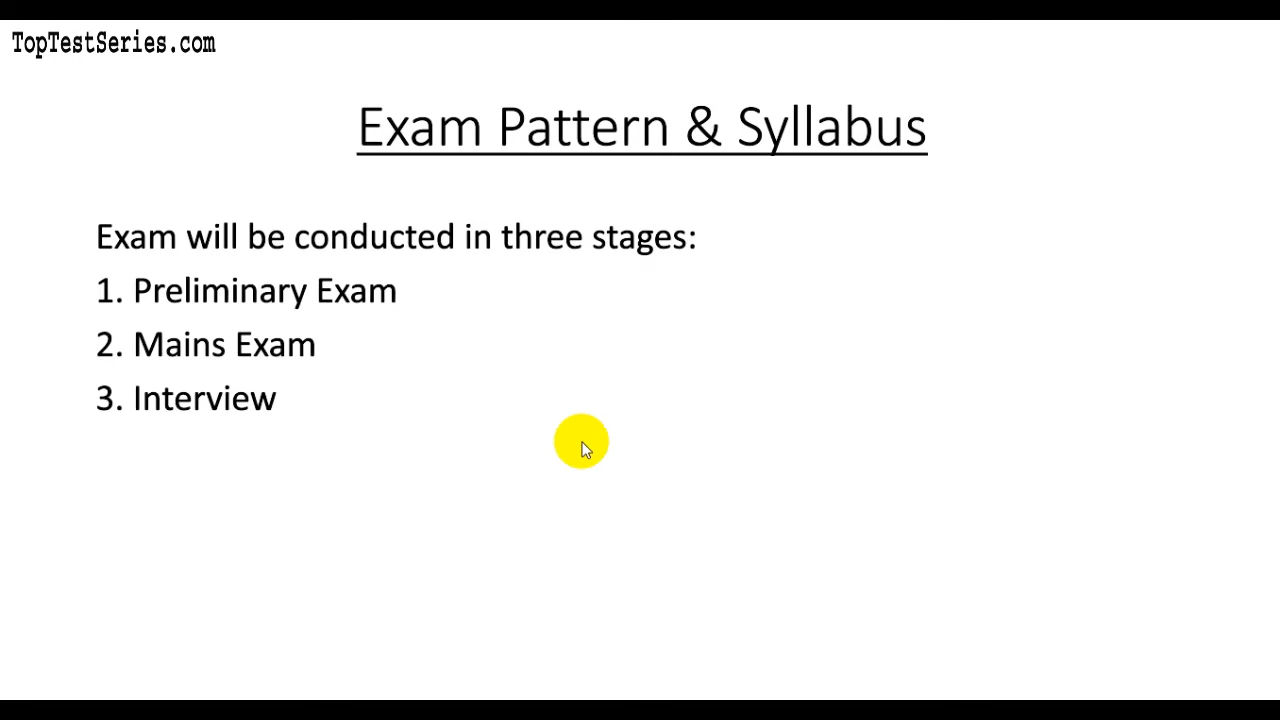 TopTestSeries.com
Exam Pattern & Syllabus
Exam will be conducted in three stages:
1. Preliminary Exam
2. Mains Exam
3. Interview